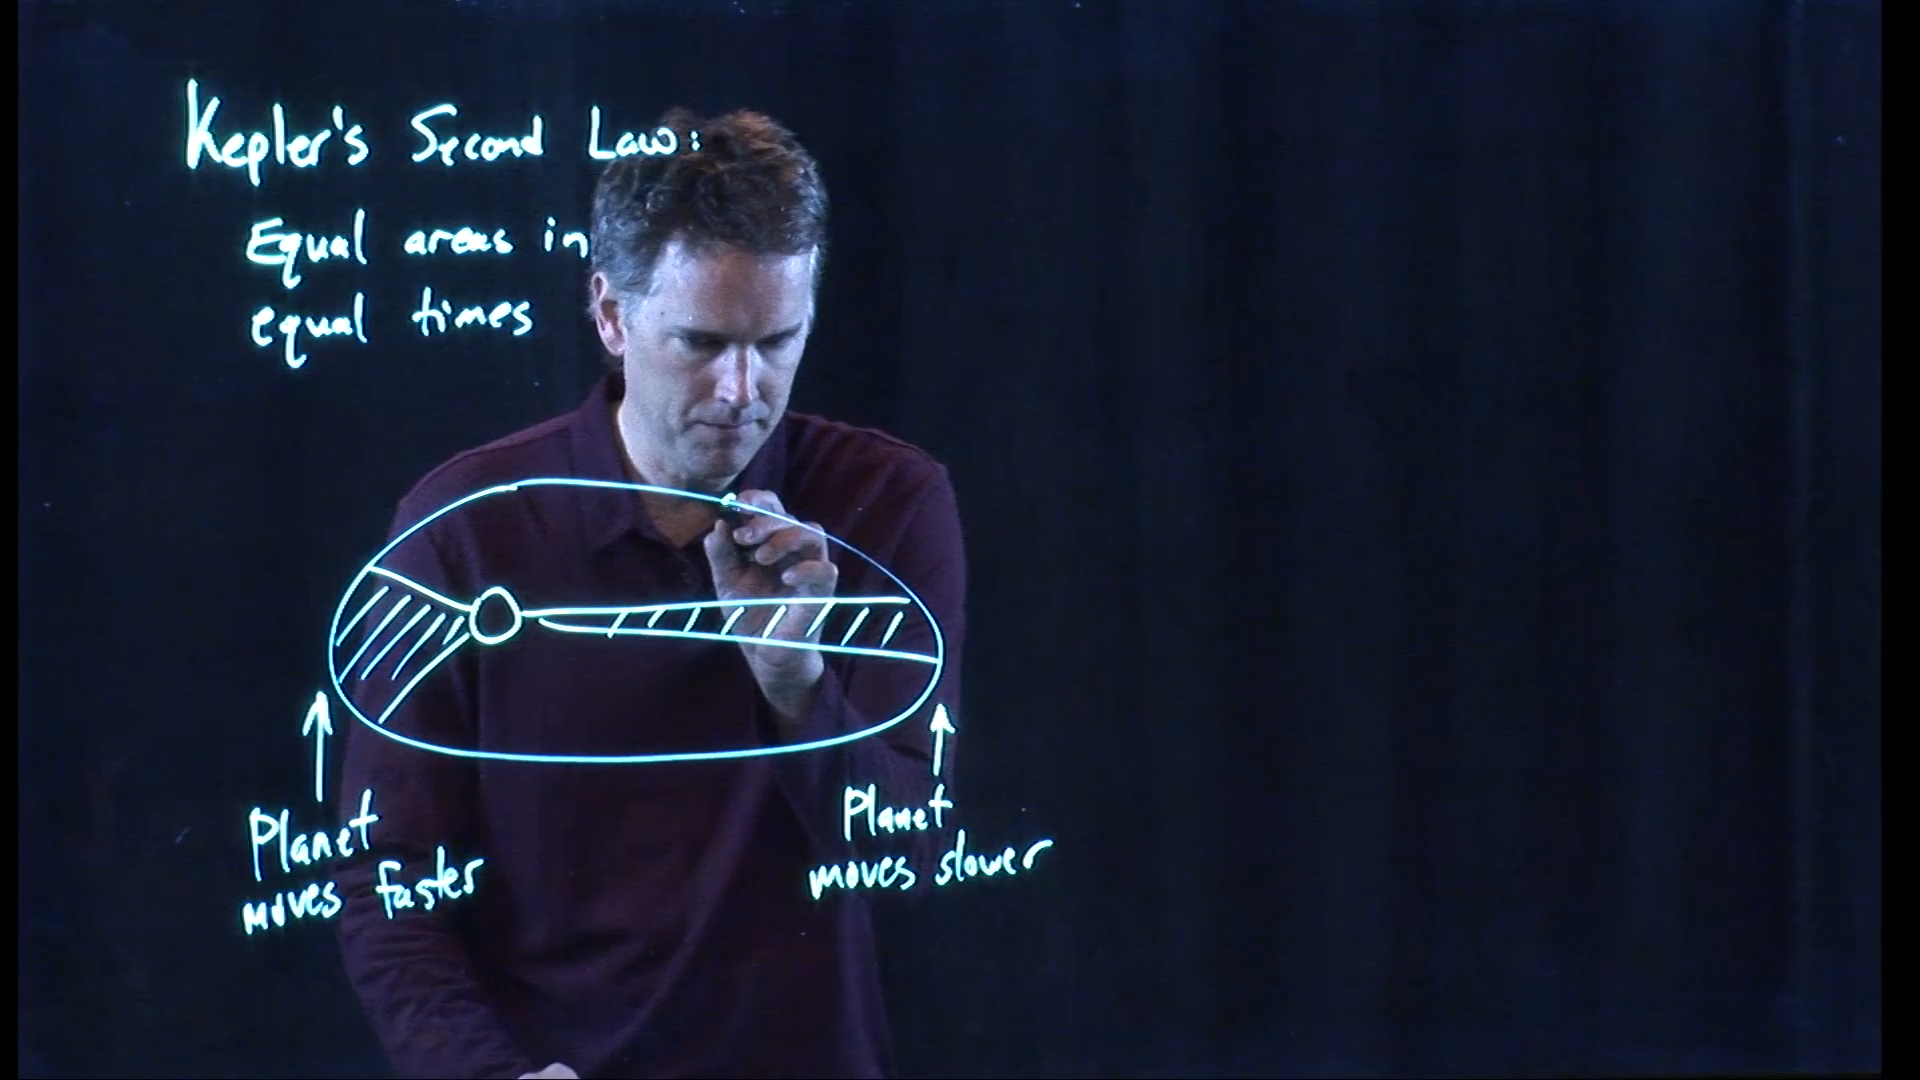 Kepler's Second Law:
Equal areas in
equal times
Planet
moves faster
Planet
moves slower